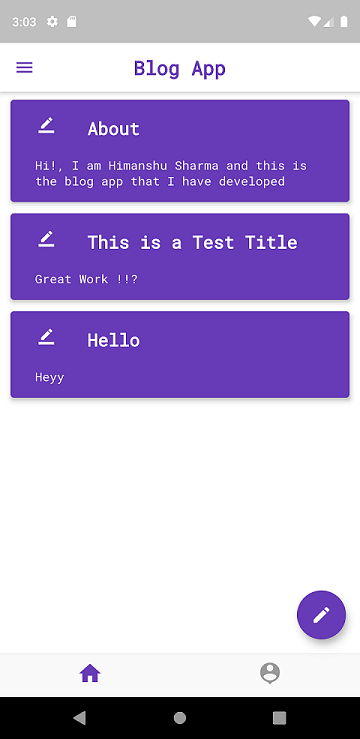 3:03
Blog App
About
Hi!, I am Himanshu Sharma and this is
the blog app that I have developed
This is a Test Title
Great Work !!?
Hello
Heyy